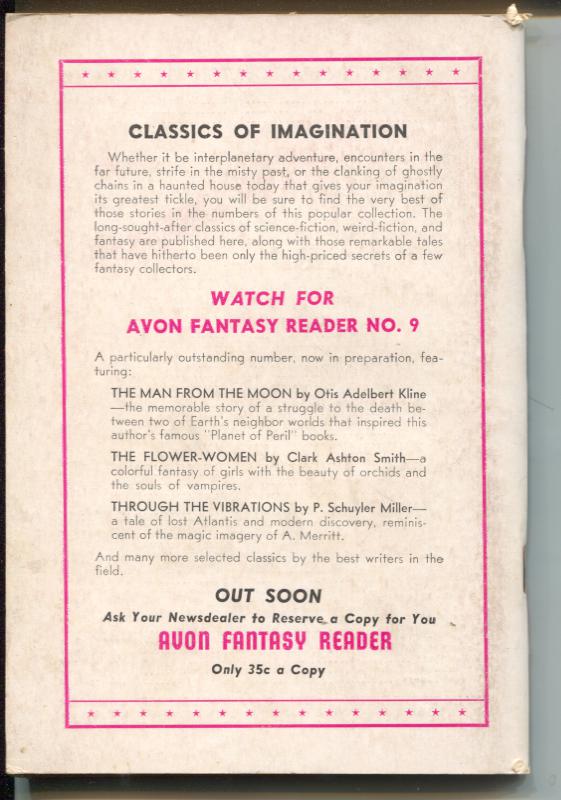 CLASSICS OF IMAGINATION
Whether it be interplanetary adventure, encounters in the
far future, strife in the misty past, or the clanking of ghostly
chains in a haunted house today that gives your imagination
its greatest tickle, you will be sure to find the very best of
those stories in the numbers of this popular collection. The
long-sought-after classics of science-fiction, weird-fiction, and
fantasy are published here, along with those remarkable tales
that have hitherto been only the high-priced secrets of a few
fantasy collectors.
WATCH FOR
AVON FANTASY READER NO. 9
A particularly outstanding number, now in preparation, fea-
turing:
THE MAN FROM THE MOON by Otis Adelbert Kline
—the memorable story of a struggle to the death be-
tween two of Earth's neighbor worlds that inspired this
author's famous "Planet of Peril" books.
THE FLOWER-WOMEN by Clark Ashton Smith—a
colorful fantasy of girls with the beauty of orchids and
the souls of vampires.
THROUGH THE VIBRATIONS by P. Schuyler Miller—
a tale of lost Atlantis and modern discovery, reminis-
cent of the magic imagery of A. Merritt.
And many more selected classics by the best writers in the
field.
OUT SOON
Ask Your Newsdealer to Reserve a Copy for You
AVON FANTASY READER
Only 35c a Copy